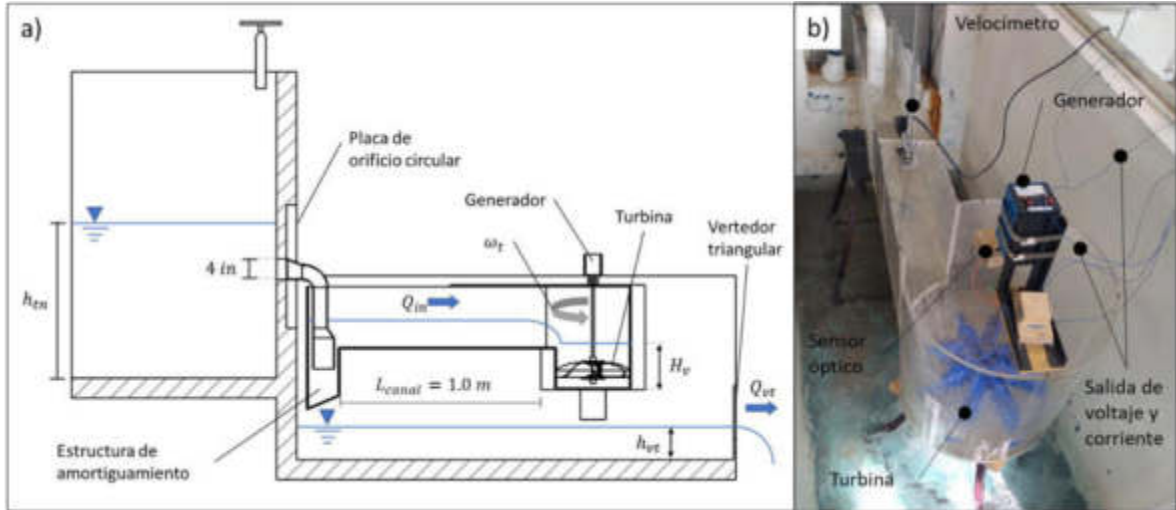 a)
Placa de
orificio circular
4 in
h_tn
Q_in
ω_t
Generador
Turbina
Vertedor
triangular
H_v
L_canal = 1.0 m
Q_vt
h_vt
Estructura de
amortiguamiento
b)
Velocímetro
Generador
Sensor
óptico
Salida de
voltaje y
corriente
Turbina